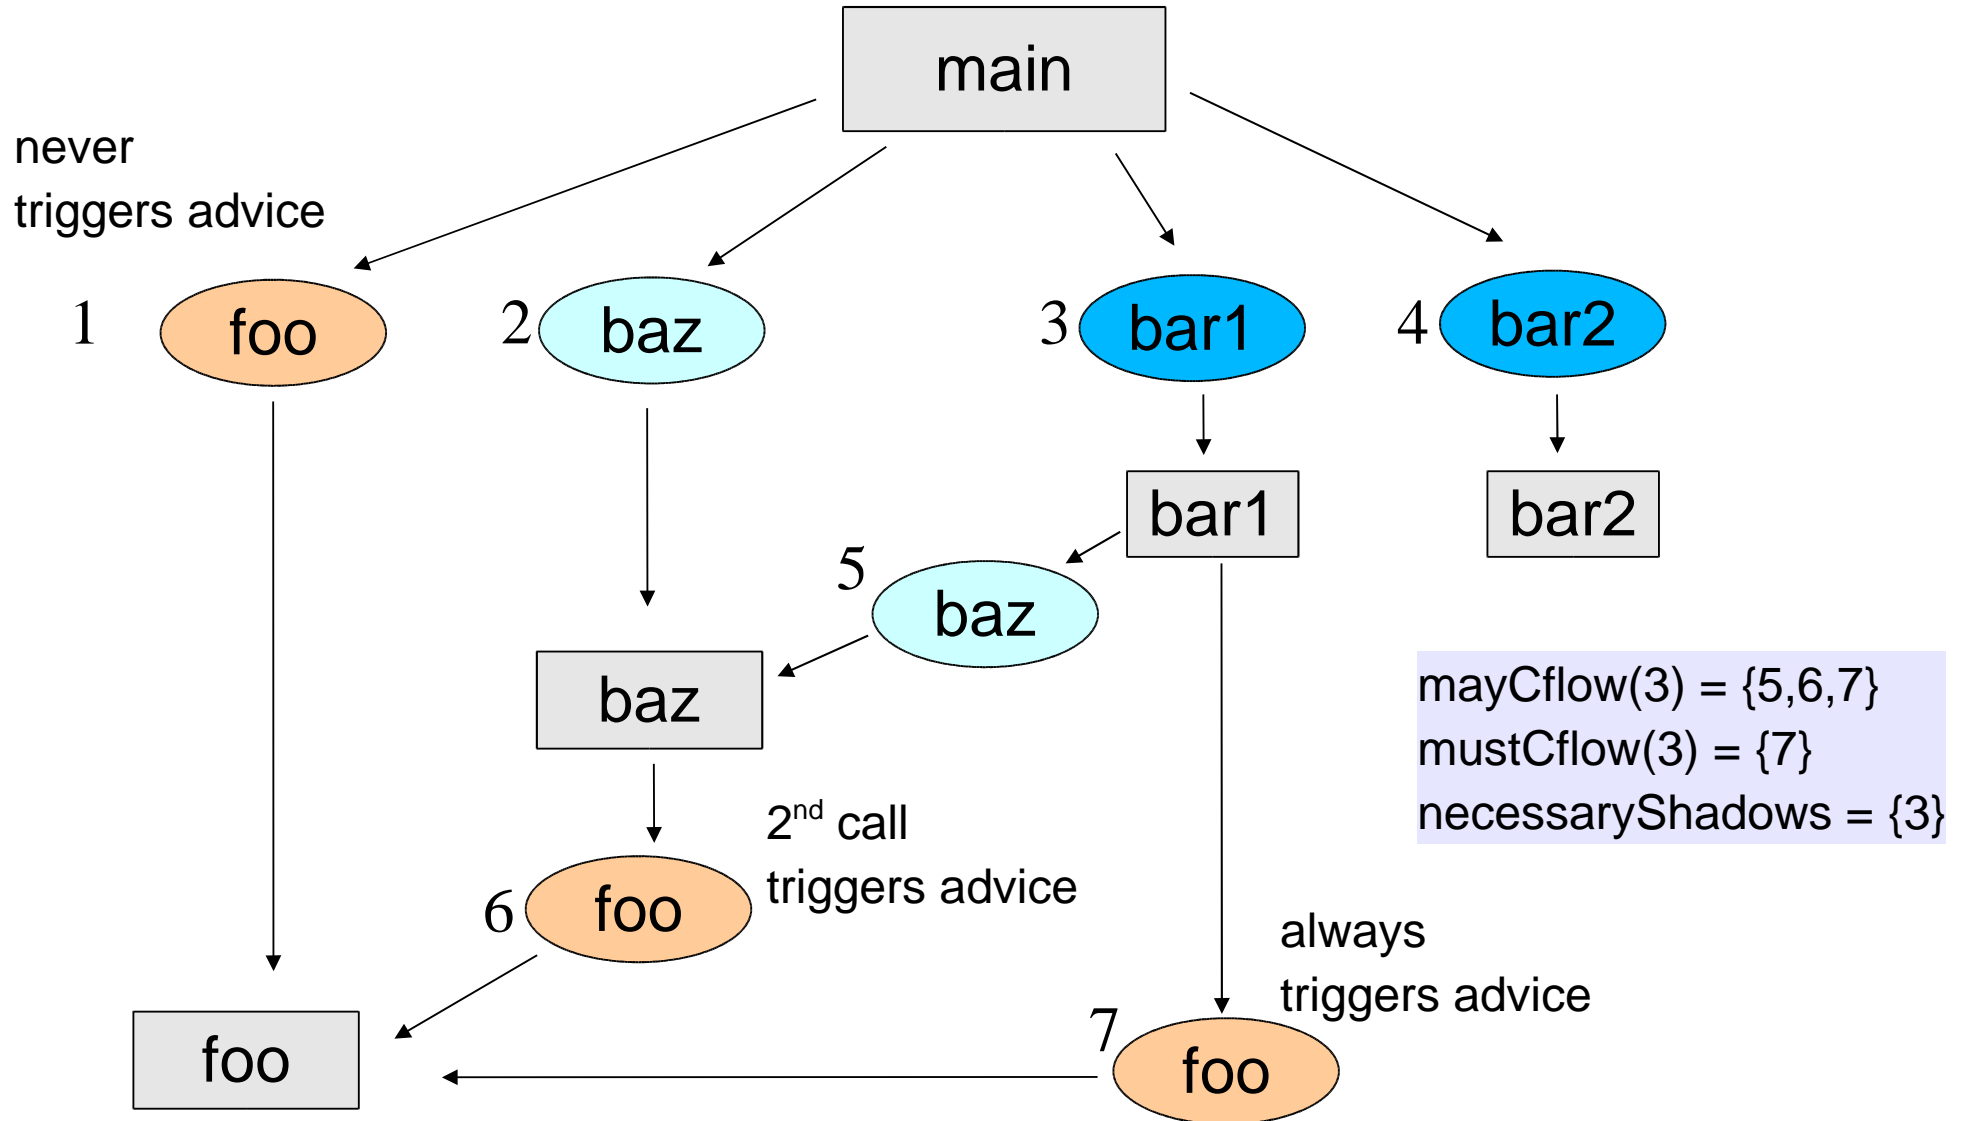 main
never
triggers advice
1 foo
2 baz
3 bar1
4 bar2
bar1
bar2
5 baz
baz
mayCflow(3) = {5,6,7}
mustCflow(3) = {7}
necessaryShadows = {3}
2nd call
triggers advice
6 foo
always
triggers advice
foo
7 foo